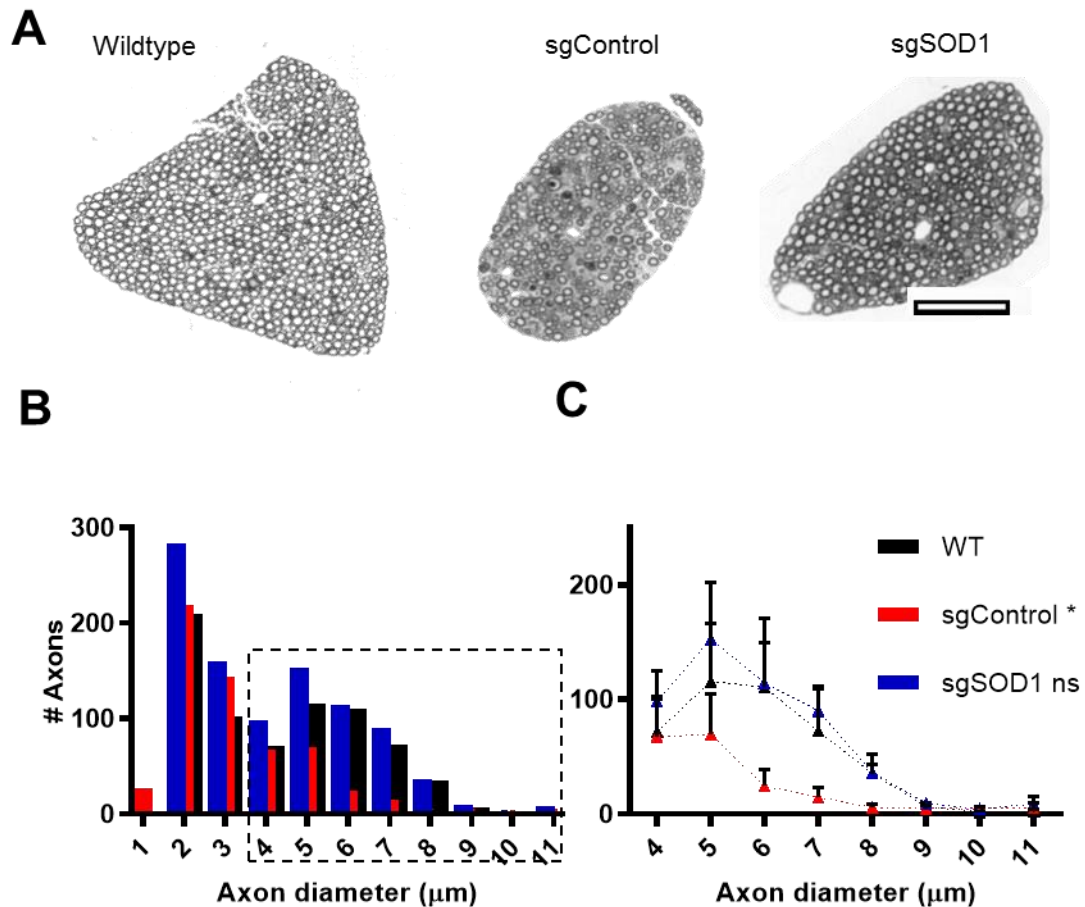 A
Wildtype
sgControl
sgSOD1
B
C
300
200
100
0
# Axons
1 2 3 4 5 6 7 8 9 10 11
Axon diameter (μm)
200
100
0
4 5 6 7 8 9 10 11
Axon diameter (μm)
WT
sgControl *
sgSOD1 ns